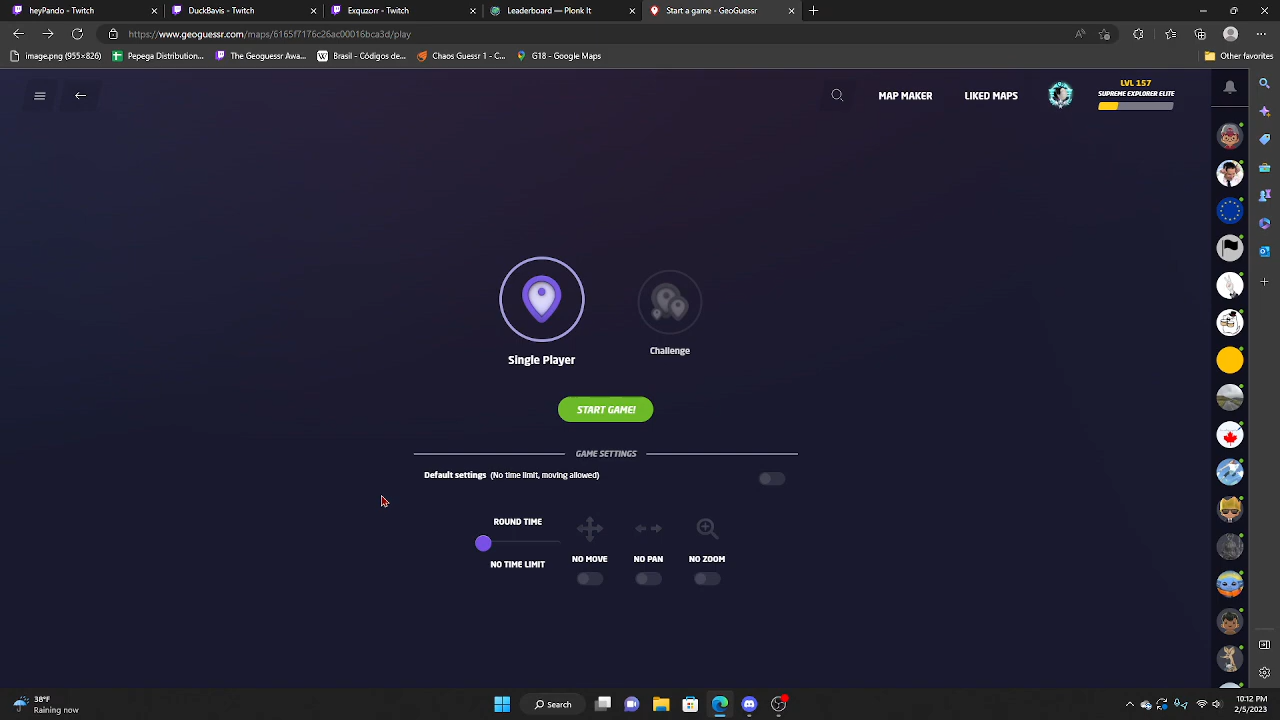 heyPando - Twitch
DuckBavis - Twitch
Exquzorr - Twitch
Leaderboard — Plonk It
Start a game - GeoGuessr
https://www.geoguessr.com/maps/6165f7176c26ac00016bca3d/play
image.png (955×826)
Pepega Distribution...
The Geoguessr Awa...
Brasil - Códigos de...
Chaos Guessr 1 - C...
G18 - Google Maps
Other favorites
MAP MAKER
LIKED MAPS
LVL 157
SUPREME EXPLORER ELITE
Single Player
Challenge
START GAME!
GAME SETTINGS
Default settings (No time limit, moving allowed)
ROUND TIME
NO TIME LIMIT
NO MOVE
NO PAN
NO ZOOM
38°F
Raining now
Search
10:12 PM
2/5/2023